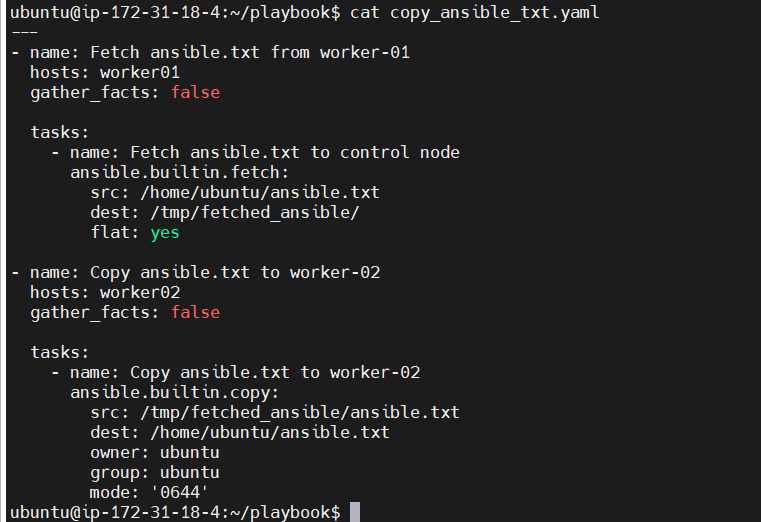 ubuntu@ip-172-31-18-4:~/playbook$ cat copy_ansible_txt.yaml
---
- name: Fetch ansible.txt from worker-01
  hosts: worker01
  gather_facts: false

  tasks:
    - name: Fetch ansible.txt to control node
      ansible.builtin.fetch:
        src: /home/ubuntu/ansible.txt
        dest: /tmp/fetched_ansible/
        flat: yes

- name: Copy ansible.txt to worker-02
  hosts: worker02
  gather_facts: false

  tasks:
    - name: Copy ansible.txt to worker-02
      ansible.builtin.copy:
        src: /tmp/fetched_ansible/ansible.txt
        dest: /home/ubuntu/ansible.txt
        owner: ubuntu
        group: ubuntu
        mode: '0644'
ubuntu@ip-172-31-18-4:~/playbook$